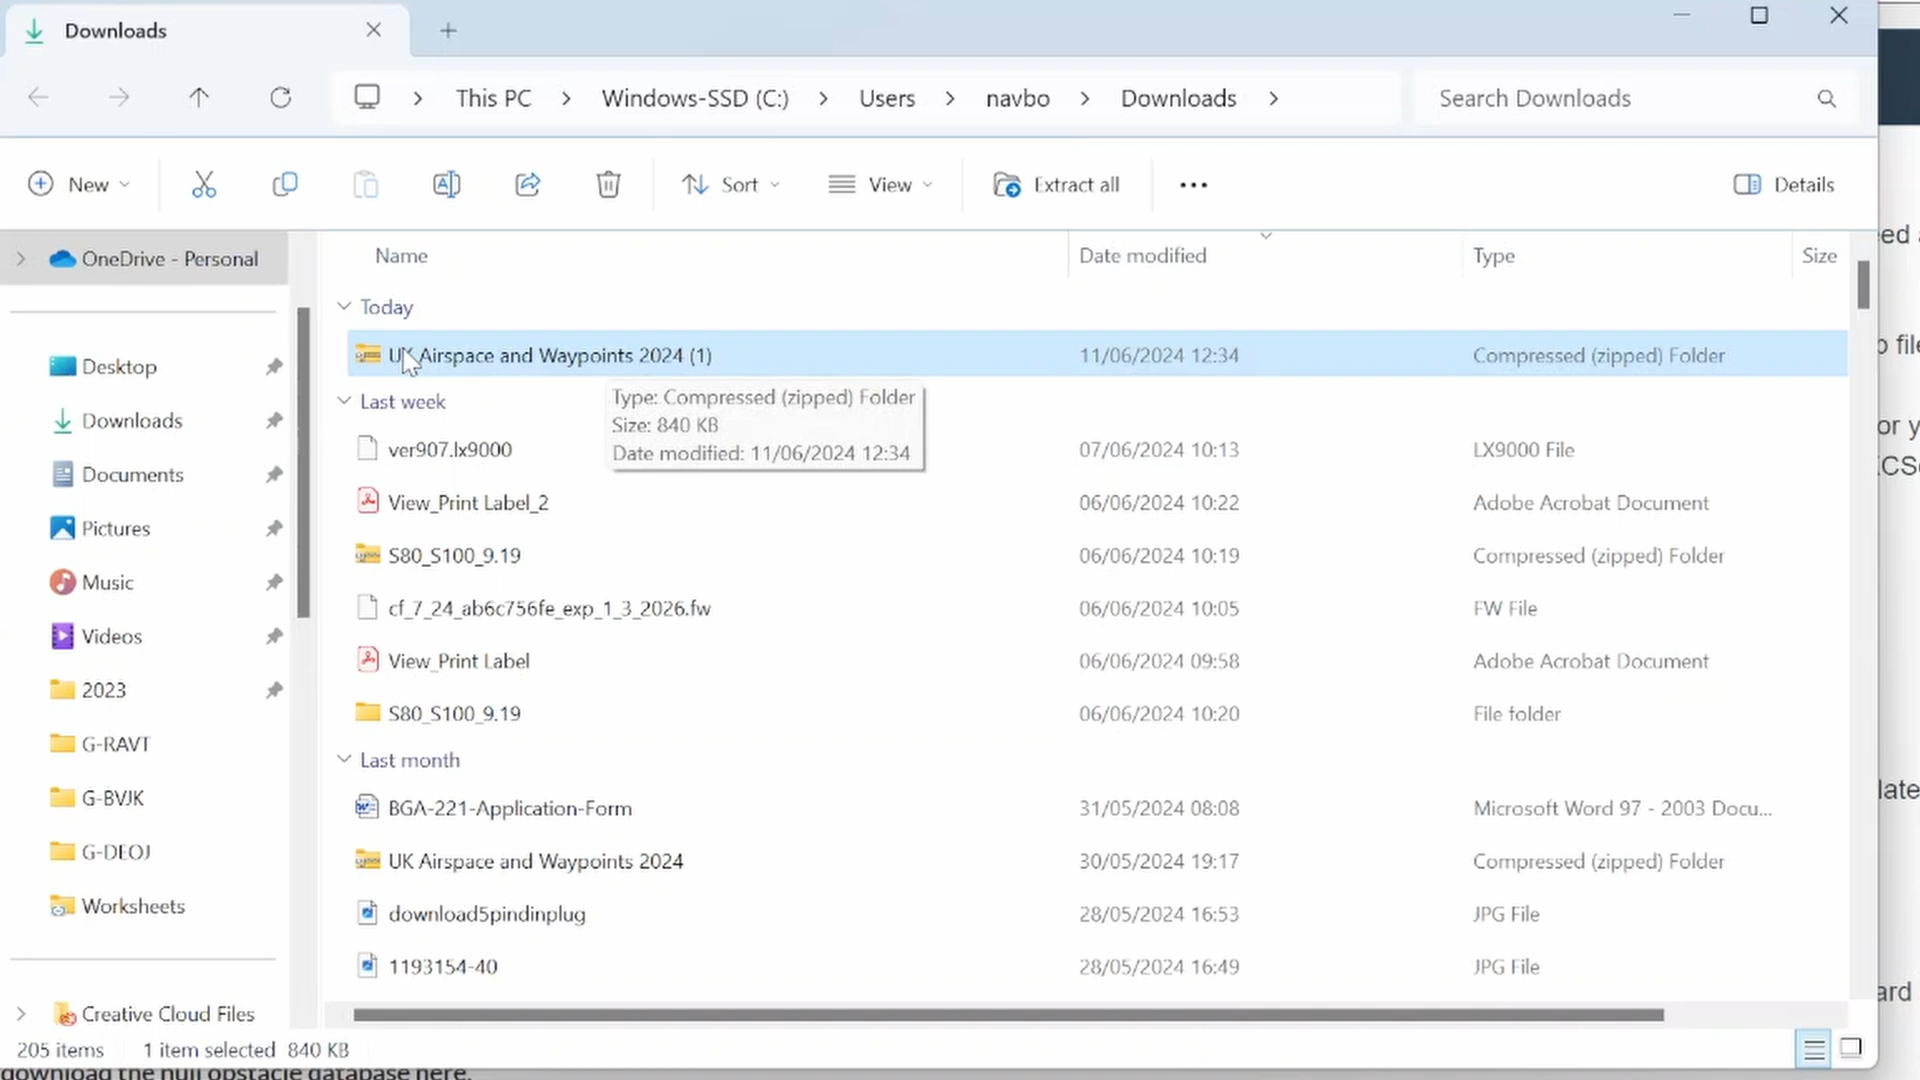 Downloads
This PC Windows-SSD (C:) Users navbo Downloads
Search Downloads
New Sort View Extract all ... Details
Name Date modified Type Size
OneDrive - Personal
Desktop
Downloads
Documents
Pictures
Music
Videos
2023
G-RAVT
G-BVJK
G-DEOJ
Worksheets
Creative Cloud Files
Today
UK Airspace and Waypoints 2024 (1) 11/06/2024 12:34 Compressed (zipped) Folder
Type: Compressed (zipped) Folder
Size: 840 KB
Date modified: 11/06/2024 12:34
Last week
ver907.lx9000 07/06/2024 10:13 LX9000 File
View_Print Label_2 06/06/2024 10:22 Adobe Acrobat Document
S80_S100_9.19 06/06/2024 10:19 Compressed (zipped) Folder
cf_7_24_ab6c756fe_exp_1_3_2026.fw 06/06/2024 10:05 FW File
View_Print Label 06/06/2024 09:58 Adobe Acrobat Document
S80_S100_9.19 06/06/2024 10:20 File folder
Last month
BGA-221-Application-Form 31/05/2024 08:08 Microsoft Word 97 - 2003 Docu...
UK Airspace and Waypoints 2024 30/05/2024 19:17 Compressed (zipped) Folder
download5pindinplug 28/05/2024 16:53 JPG File
1193154-40 28/05/2024 16:49 JPG File
205 items 1 item selected 840 KB
download the null obstacle database here.